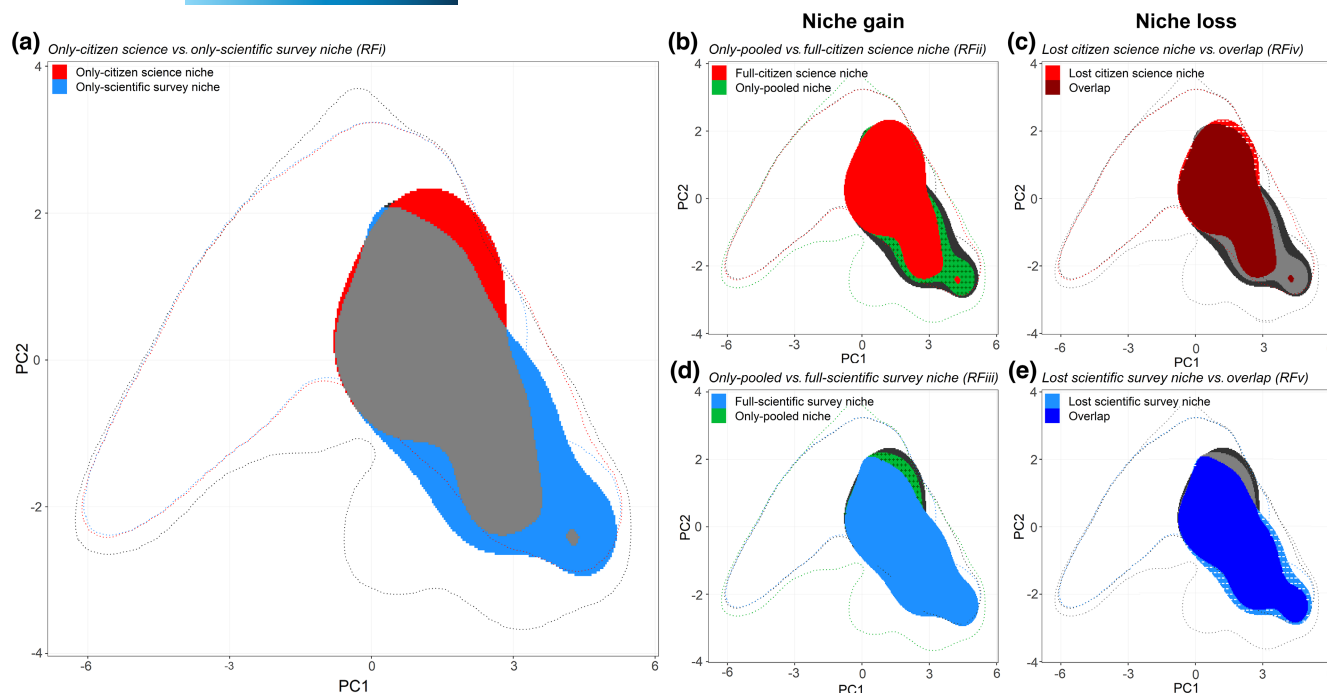 Niche gain
Niche loss
(a) Only-citizen science vs. only-scientific survey niche (RFi)
Only-citizen science niche
Only-scientific survey niche
4
2
0
-2
-4
PC2
-6
-3
0
3
6
PC1
(b) Only-pooled vs. full-citizen science niche (RFii)
Full-citizen science niche
Only-pooled niche
4
2
0
-2
-4
PC2
-6
-3
0
3
6
PC1
(c) Lost citizen science niche vs. overlap (RFiv)
Lost citizen science niche
Overlap
4
2
0
-2
-4
PC2
-6
-3
0
3
PC1
(d) Only-pooled vs. full-scientific survey niche (RFiii)
Full-scientific survey niche
Only-pooled niche
4
2
0
-2
-4
PC2
-6
-3
0
3
6
PC1
(e) Lost scientific survey niche vs. overlap (RFv)
Lost scientific survey niche
Overlap
4
2
0
-2
-4
PC2
-6
-3
0
3
PC1